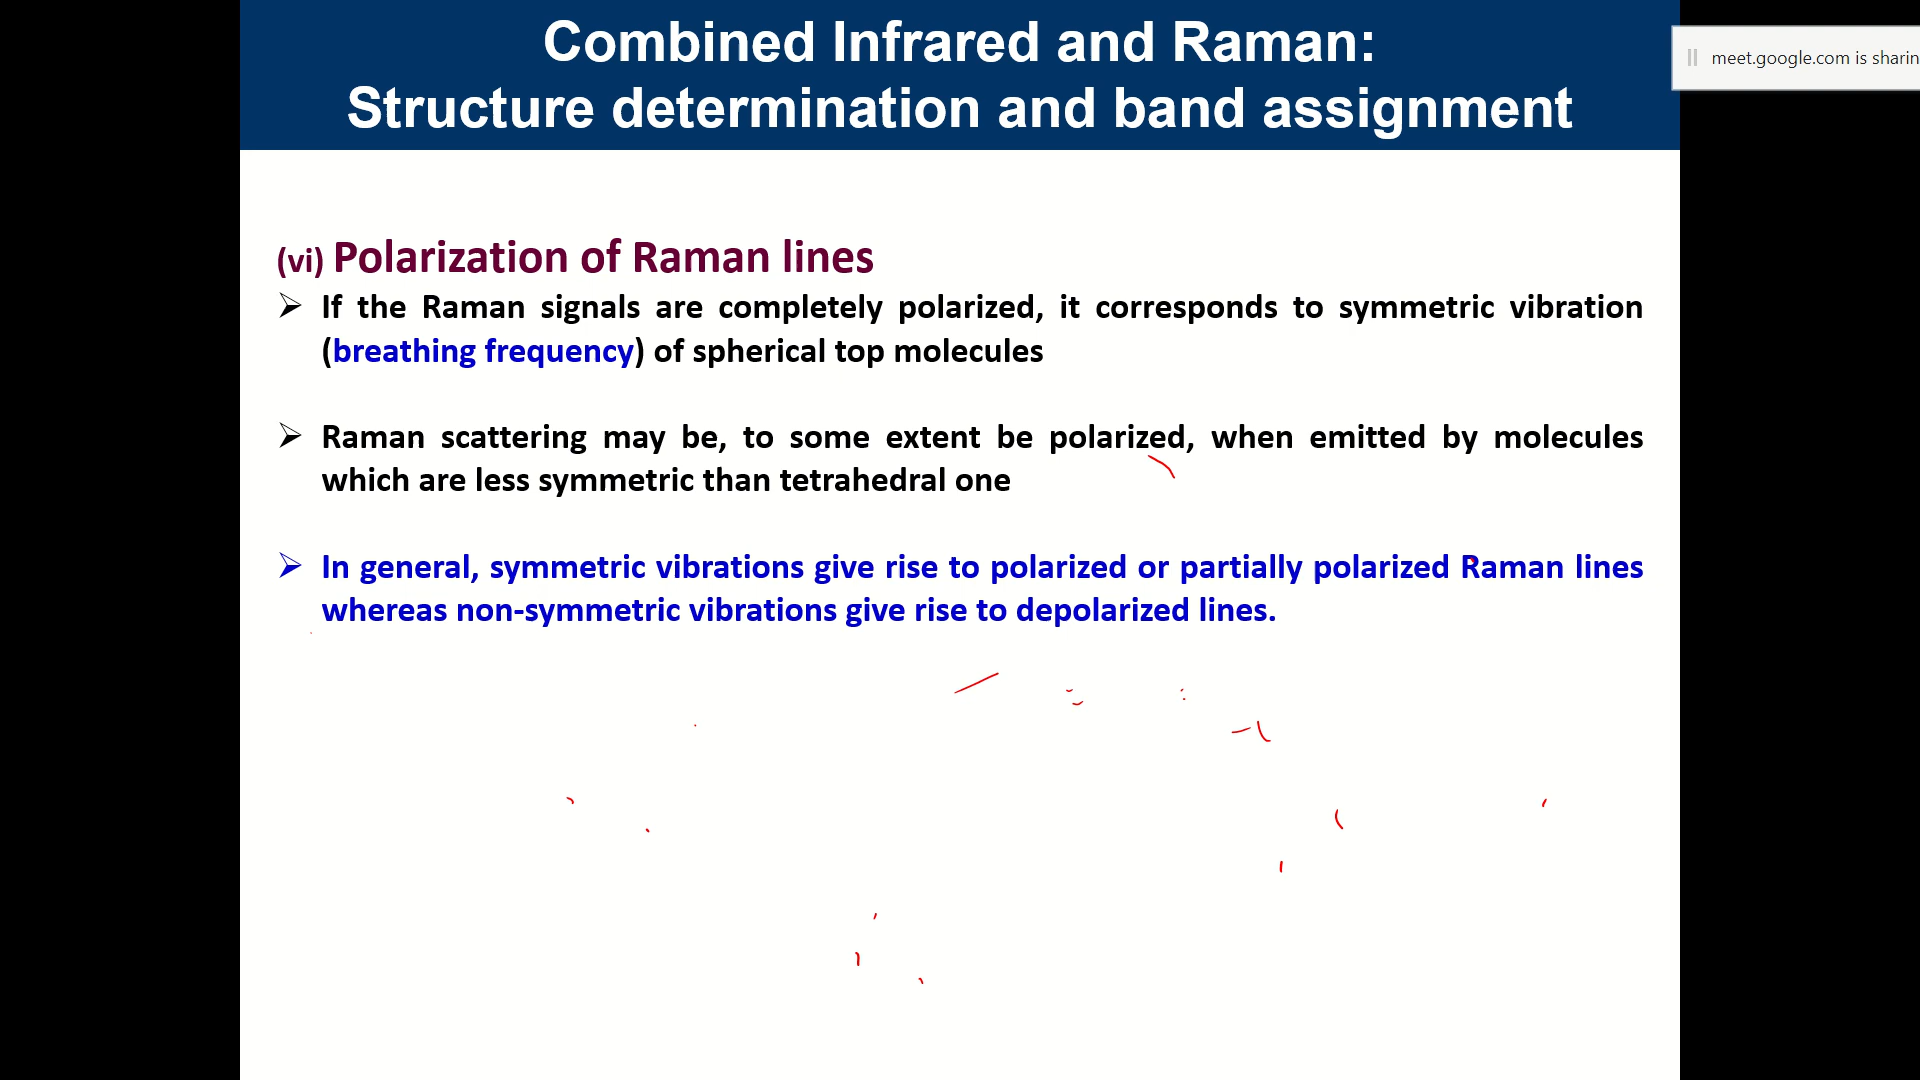 Combined Infrared and Raman:
Structure determination and band assignment
meet.google.com is sharin
(vi) Polarization of Raman lines
➢ If the Raman signals are completely polarized, it corresponds to symmetric vibration
(breathing frequency) of spherical top molecules
➢ Raman scattering may be, to some extent be polarized, when emitted by molecules
which are less symmetric than tetrahedral one
➢ In general, symmetric vibrations give rise to polarized or partially polarized Raman lines
whereas non-symmetric vibrations give rise to depolarized lines.